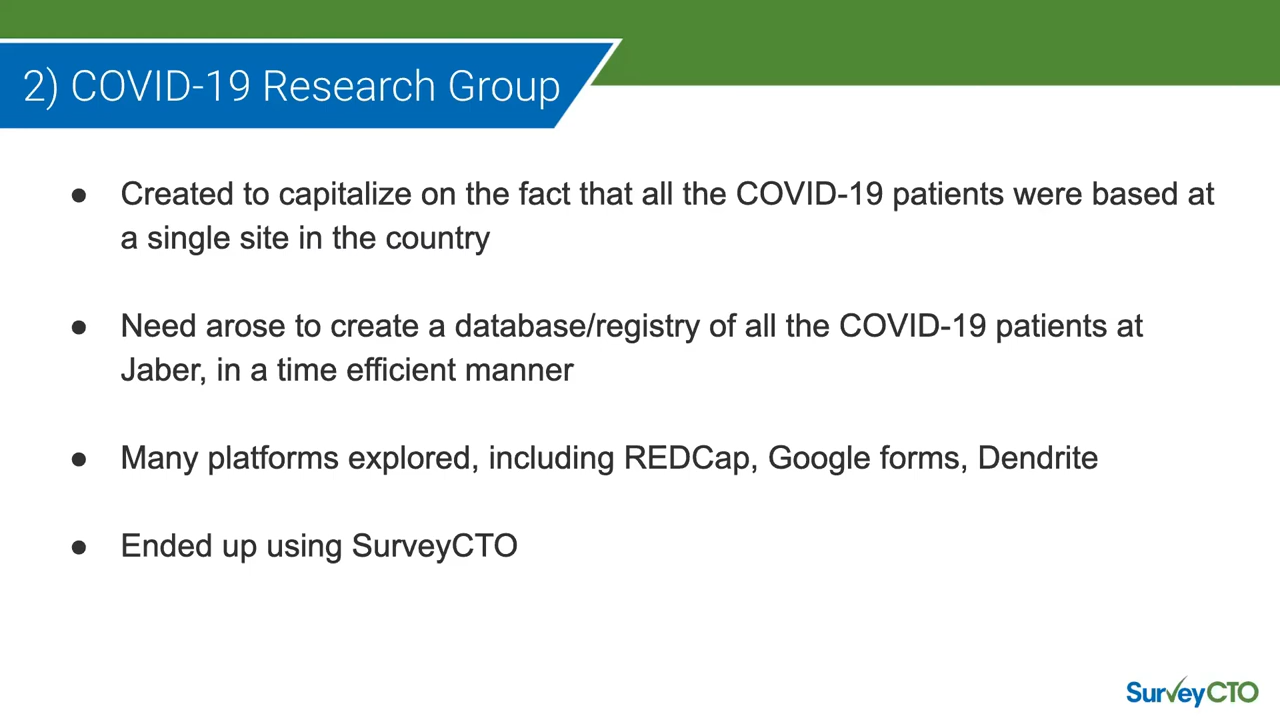 2) COVID-19 Research Group
● Created to capitalize on the fact that all the COVID-19 patients were based at
a single site in the country
● Need arose to create a database/registry of all the COVID-19 patients at
Jaber, in a time efficient manner
● Many platforms explored, including REDCap, Google forms, Dendrite
● Ended up using SurveyCTO
SurveyCTO